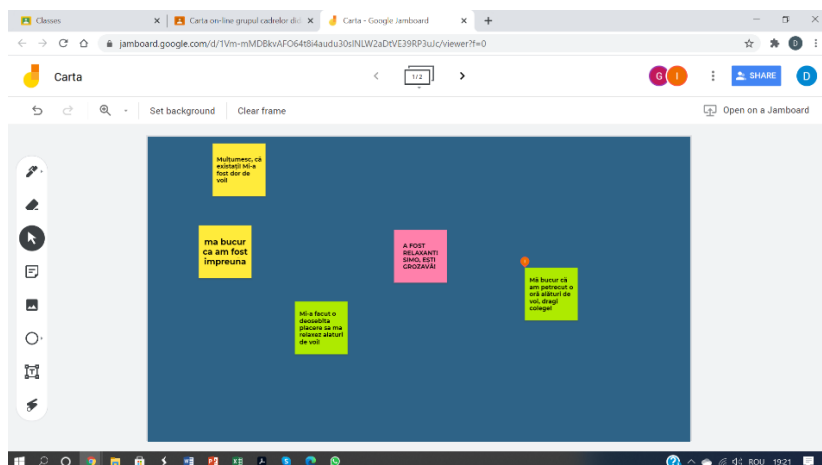 Classes
Carta on-line grupul cadrelor did
Carta - Google Jamboard
jamboard.google.com/d/1Vm-mMDBkvAFO64t8i4audu30sINLW2aDtVE39RP3uJc/viewer?f=0
D
Carta
1/2
G I
SHARE
D
Set background
Clear frame
Open on a Jamboard
Mulțumesc, că
existați! Mi-a
fost dor de
voi!
ma bucur
ca am fost
impreuna
A FOST
RELAXANT!
SIMO, EȘTI
GROZAVĂ!
Mă bucur că
am petrecut o
oră alături de
voi, dragi
colege!
Mi-a facut o
deosebita
placere sa ma
relaxez alaturi
de voi!
ROU
19:21